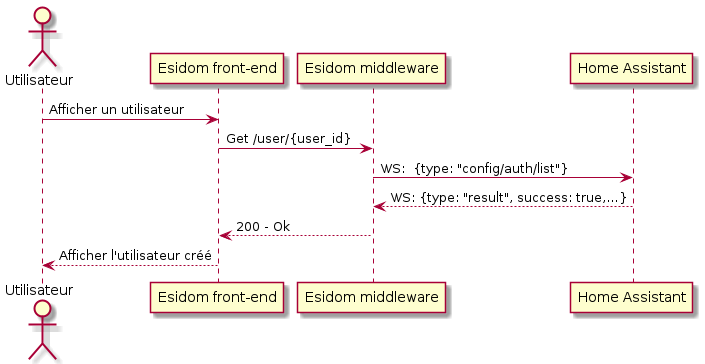 Utilisateur
Esidom front-end
Esidom middleware
Home Assistant
Afficher un utilisateur
Get /user/{user_id}
WS:  {type: "config/auth/list"}
WS: {type: "result", success: true,...}
200 - Ok
Afficher l'utilisateur créé
Utilisateur
Esidom front-end
Esidom middleware
Home Assistant